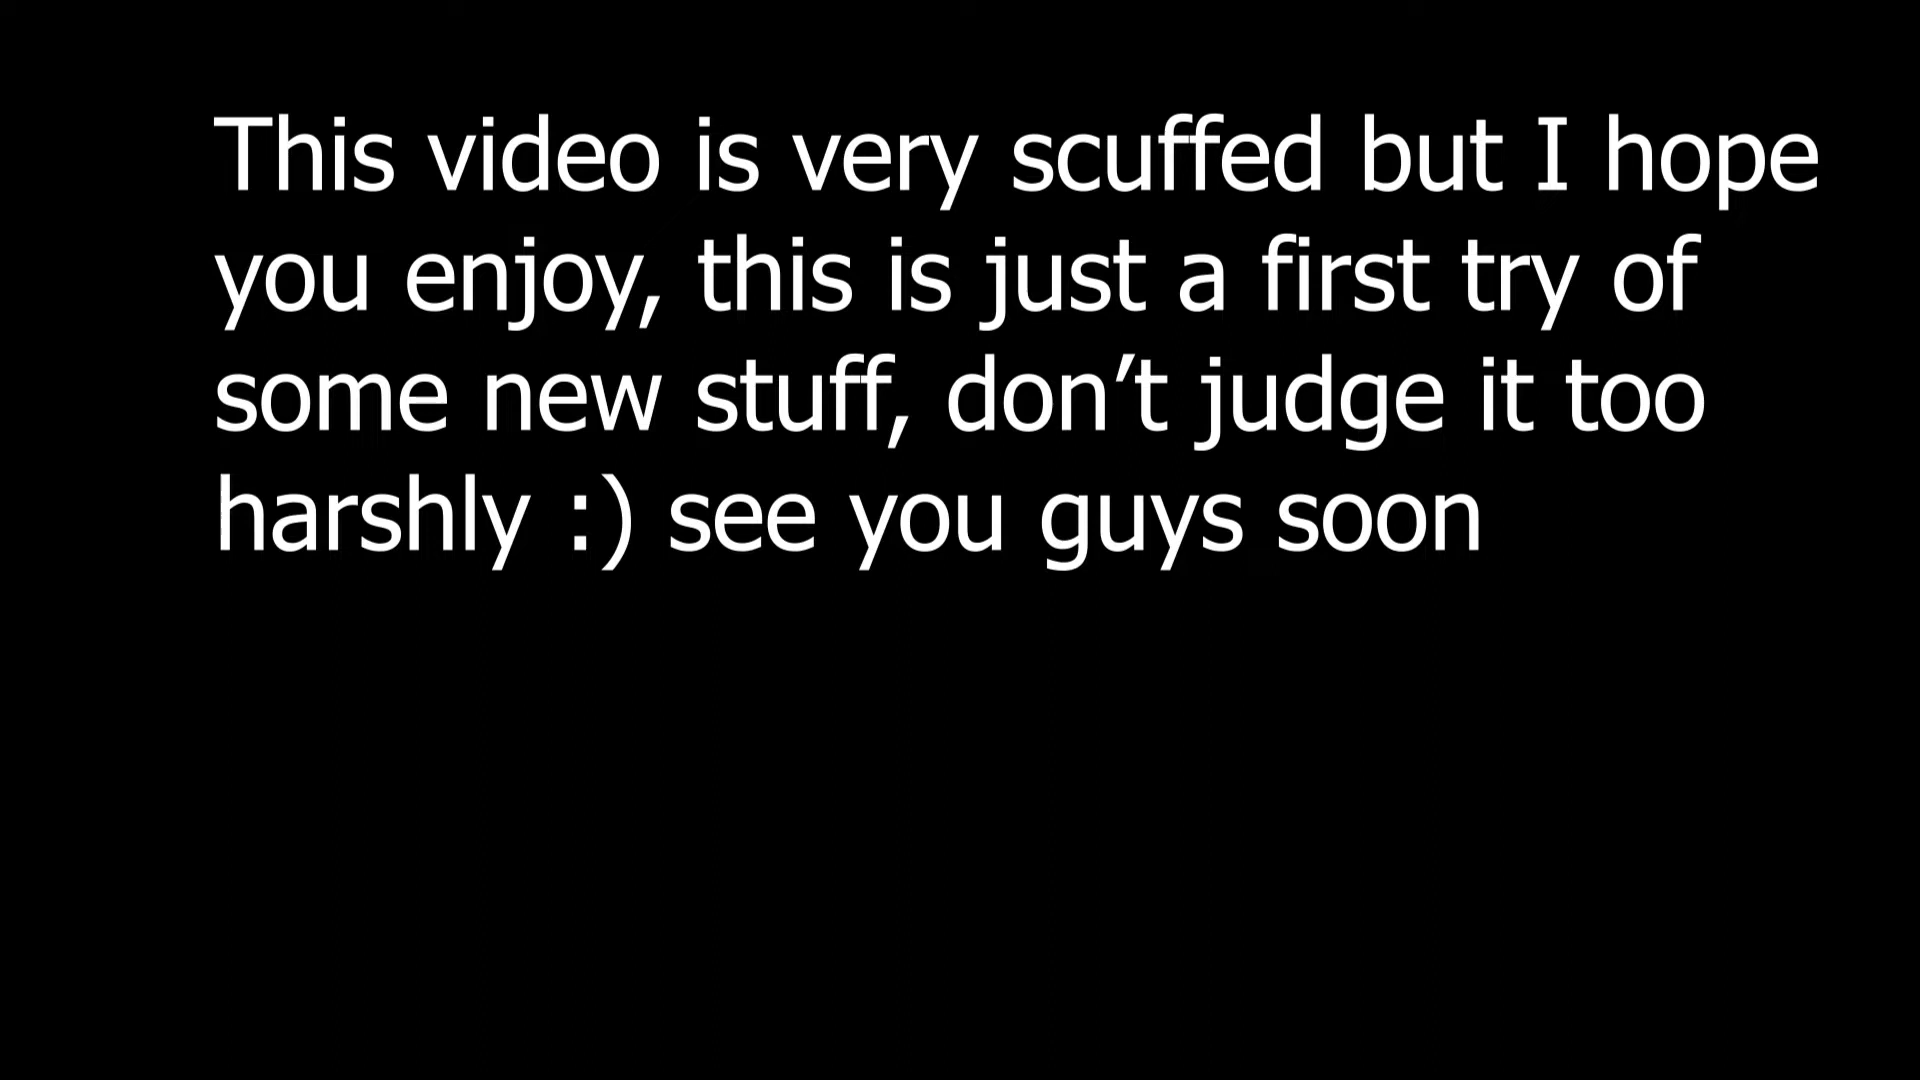 This video is very scuffed but I hope
you enjoy, this is just a first try of
some new stuff, don’t judge it too
harshly :) see you guys soon